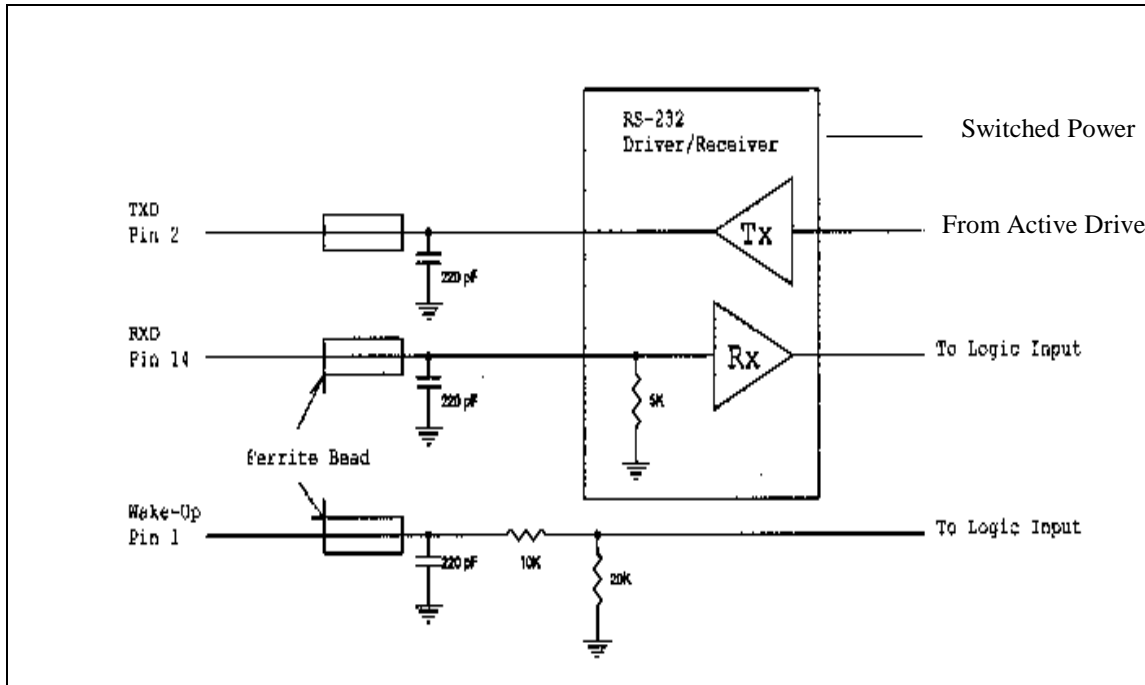 RS-232
Driver/Receiver
Switched Power
TXD
Pin 2
Tx
From Active Drive
220 pF
RXD
Pin 14
Rx
To Logic Input
220 pF
5K
Ferrite Bead
Wake-Up
Pin 1
To Logic Input
220 pF
10K
20K